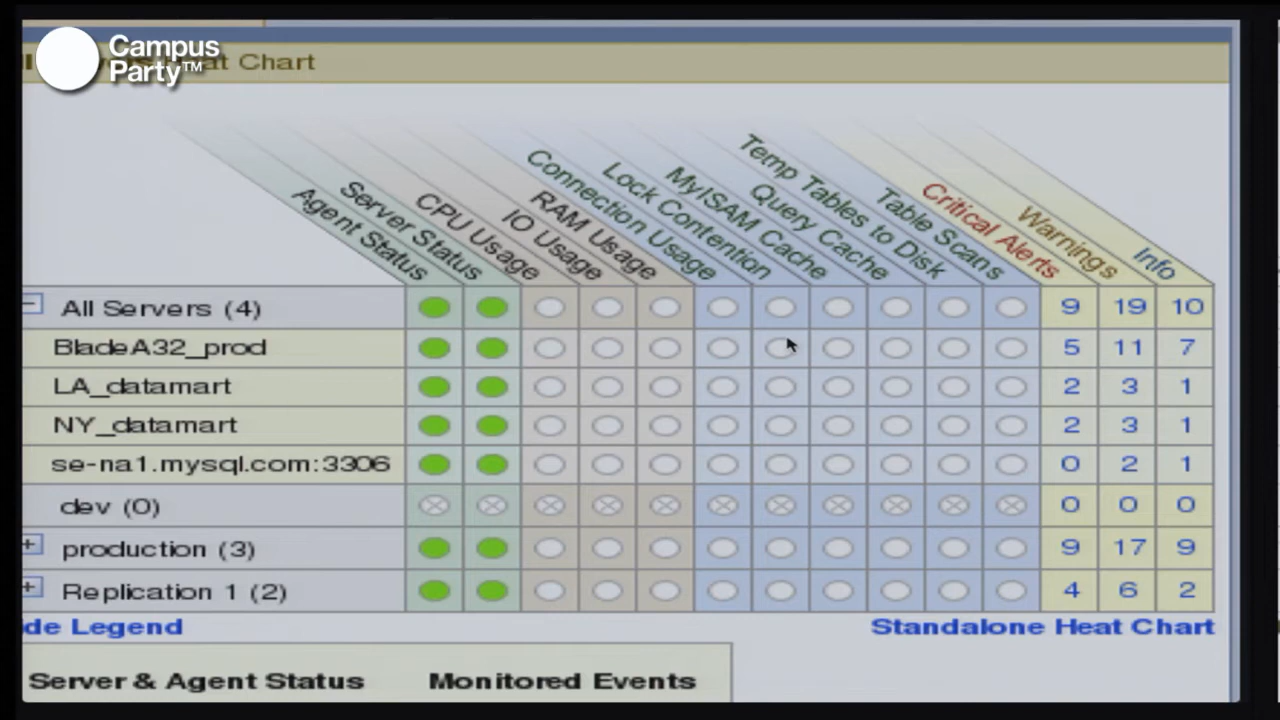 Campus
Party™
at Chart
Agent Status
Server Status
CPU Usage
IO Usage
RAM Usage
Connection Usage
Lock Contention
MyISAM Cache
Query Cache
Temp Tables to Disk
Table Scans
Critical Alerts
Warnings
Info
All Servers (4) 9 19 10
BladeA32_prod 5 11 7
LA_datamart 2 3 1
NY_datamart 2 3 1
se-na1.mysql.com:3306 0 2 1
dev (0) 0 0 0
production (3) 9 17 9
Replication 1 (2) 4 6 2
de Legend Standalone Heat Chart
Server & Agent Status Monitored Events